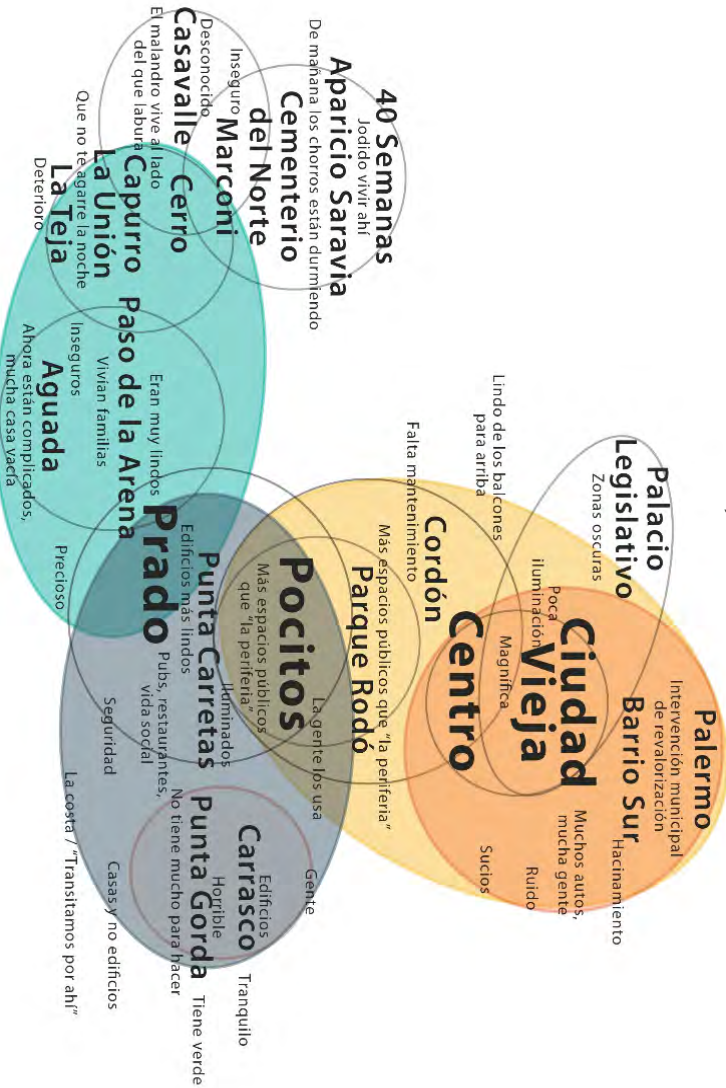 40 Semanas
Jodido vivir ahí
Aparicio Saravia
De mañana los chorros están durmiendo
Cementerio
del Norte
Inseguro
Marconi
Desconocido
Casavalle
Cerro
El malandro vive al lado
del que labura
Capurro
La Unión
Que no te agarre la noche
La Teja
Deterioro
Eran muy lindos
Paso de la Arena
Vivian familias
Inseguros
Aguada
Ahora están complicados,
mucha casa vacía
Precioso
Palacio
Legislativo
Zonas oscuras
Lindo de los balcones
para arriba
Poca
iluminación
Ciudad
Vieja
Magnífica
Centro
Cordón
Falta mantenimiento
Más espacios públicos que "la periferia"
Parque Rodó
Palermo
Intervención municipal
de revalorización
Barrio Sur
Hacinamiento
Muchos autos,
mucha gente
Ruido
Sucios
La gente los usa
Pocitos
Más espacios públicos
que "la periferia"
Iluminados
Punta Carretas
Edificios más lindos
Prado
Pubs, restaurantes,
vida social
Seguridad
Gente
Edificios
Carrasco
Horrible
Punta Gorda
No tiene mucho para hacer
Tranquilo
Tiene verde
Casas y no edificios
La costa / "Transitamos por ahí"